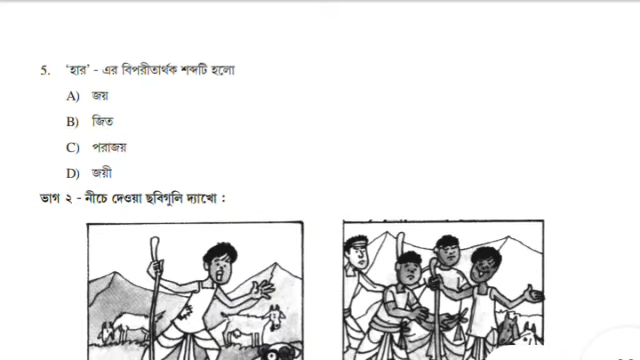 5. ‘হার’ - এর বিপরীতার্থক শব্দটি হলো
A) জয়
B) জিত
C) পরাজয়
D) জয়ী
ভাগ ২ - নীচে দেওয়া ছবিগুলি দ্যাখো :